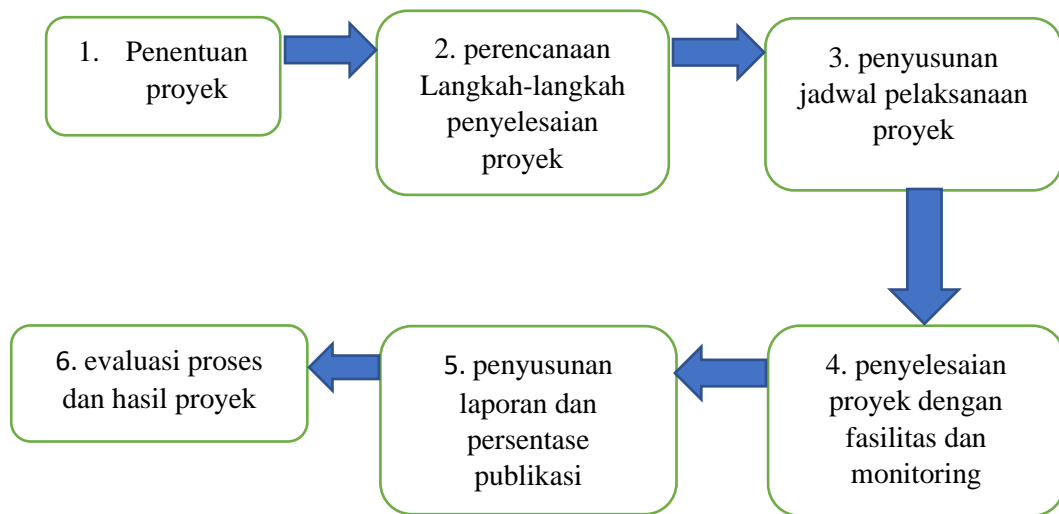 1. Penentuan
proyek
2. perencanaan
Langkah-langkah
penyelesaian
proyek
3. penyusunan
jadwal pelaksanaan
proyek
4. penyelesaian
proyek dengan
fasilitas dan
monitoring
5. penyusunan
laporan dan
persentase
publikasi
6. evaluasi proses
dan hasil proyek